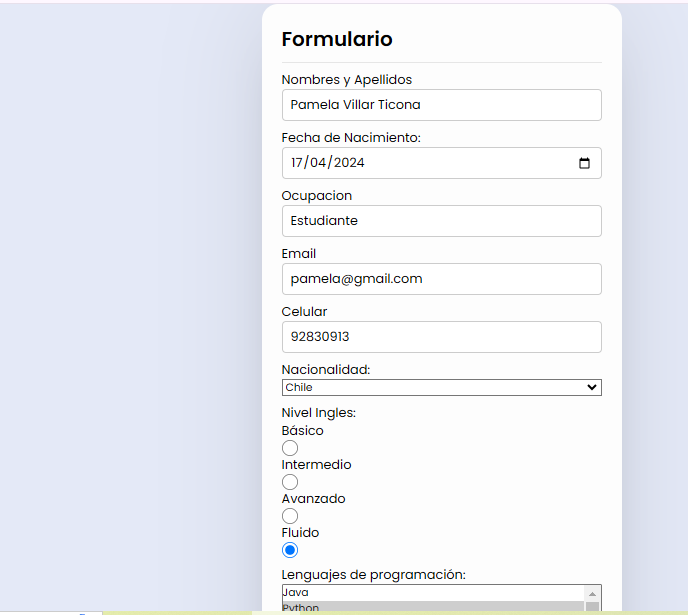 Formulario
Nombres y Apellidos
Pamela Villar Ticona
Fecha de Nacimiento:
17/04/2024
Ocupacion
Estudiante
Email
pamela@gmail.com
Celular
92830913
Nacionalidad:
Chile
Nivel Ingles:
Básico
Intermedio
Avanzado
Fluido
Lenguajes de programación:
Java
Python